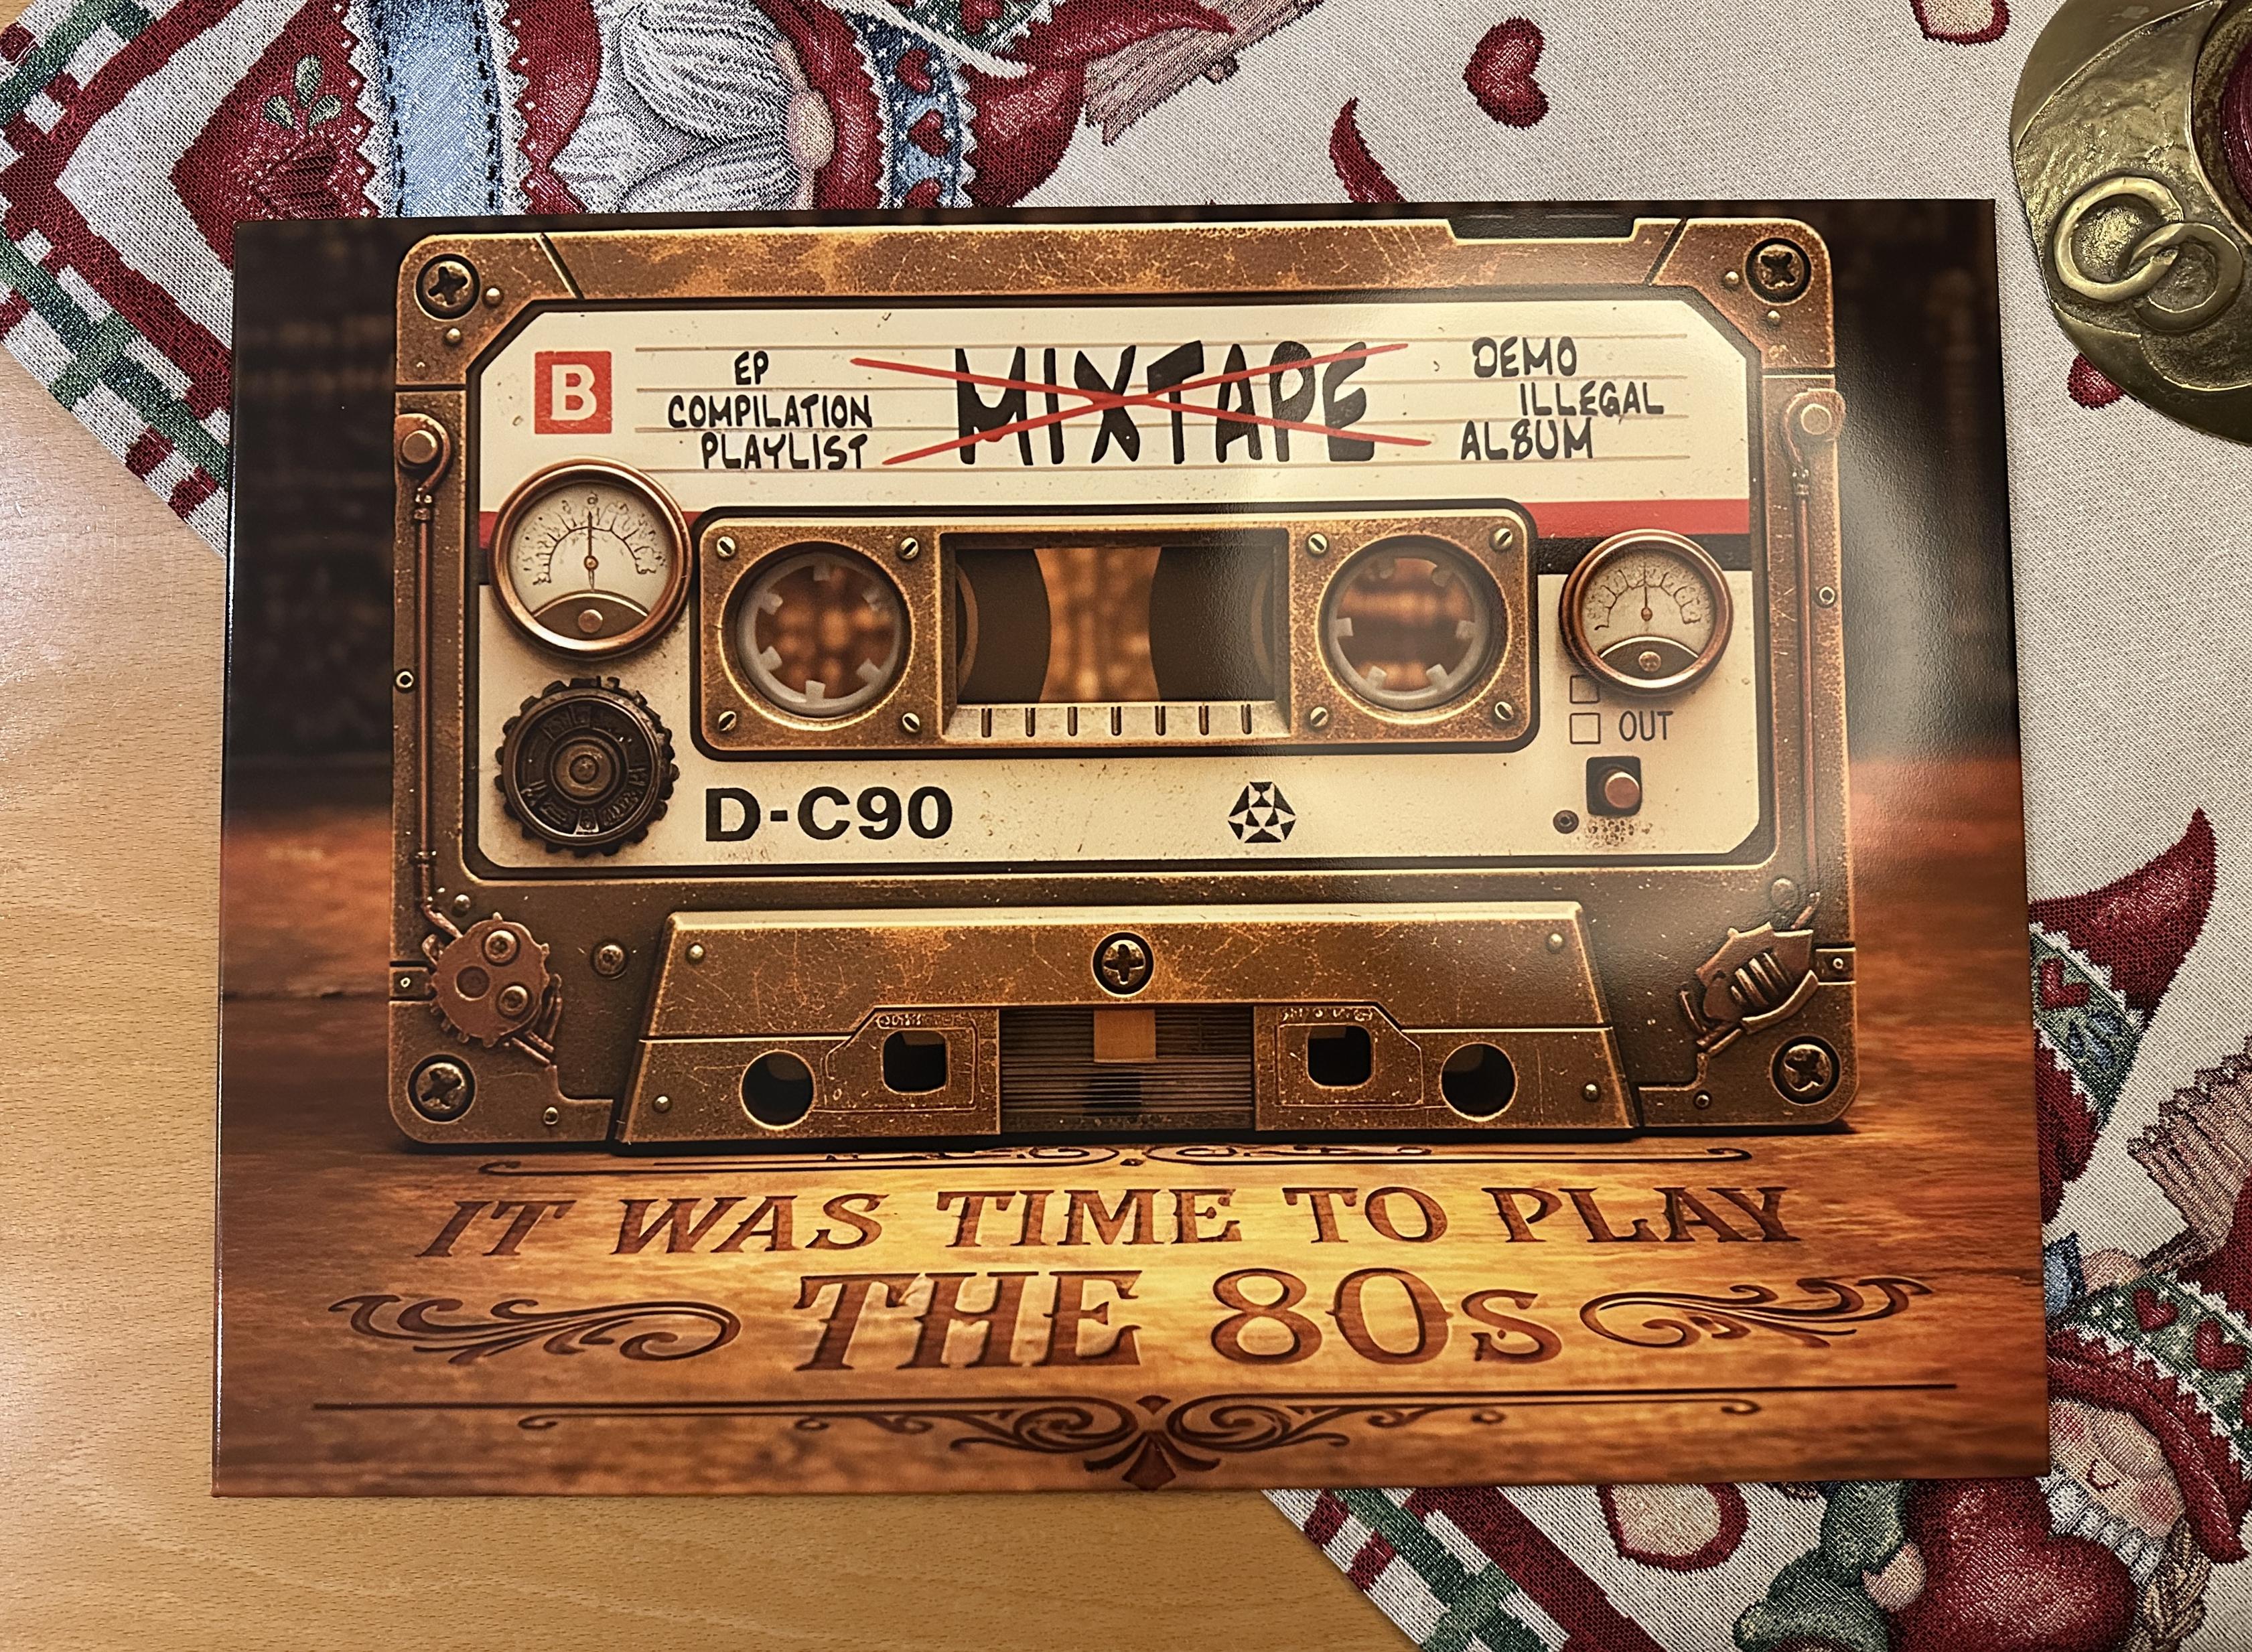 B
EP
COMPILATION
PLAYLIST
MIXTAPE
DEMO
ILLEGAL
ALBUM
OUT
D-C90
IT WAS TIME TO PLAY
THE 80s